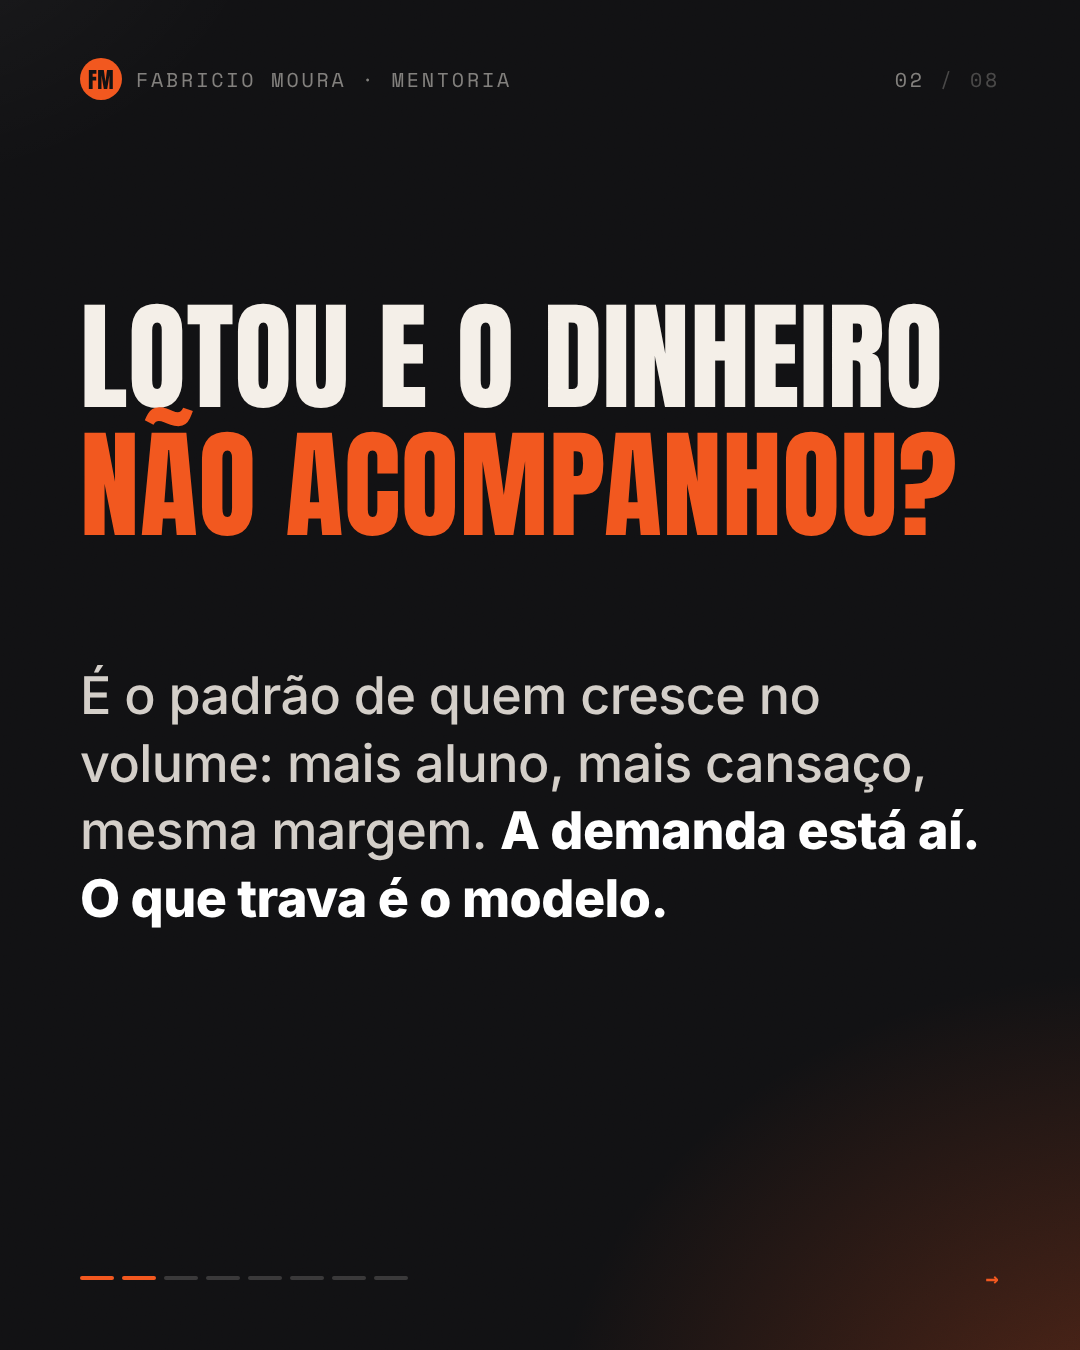 FM FABRICIO MOURA · MENTORIA 02 / 08
LOTOU E O DINHEIRO
NÃO ACOMPANHOU?
É o padrão de quem cresce no
volume: mais aluno, mais cansaço,
mesma margem. A demanda está aí.
O que trava é o modelo.
→